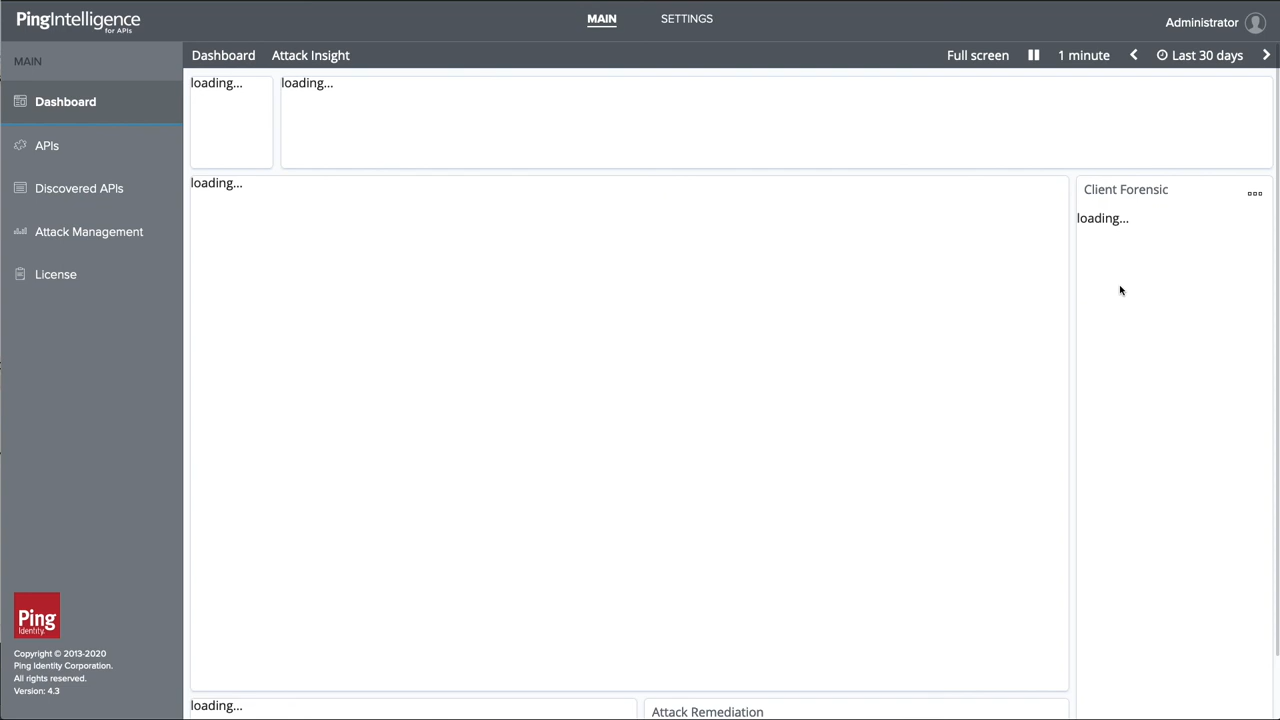 PingIntelligence
for APIs
MAIN
SETTINGS
Administrator
MAIN
Dashboard
APIs
Discovered APIs
Attack Management
License
Dashboard
Attack Insight
Full screen
1 minute
Last 30 days
loading...
loading...
loading...
Client Forensic
loading...
loading...
Attack Remediation
Ping
Identity.
Copyright © 2013-2020
Ping Identity Corporation.
All rights reserved.
Version: 4.3